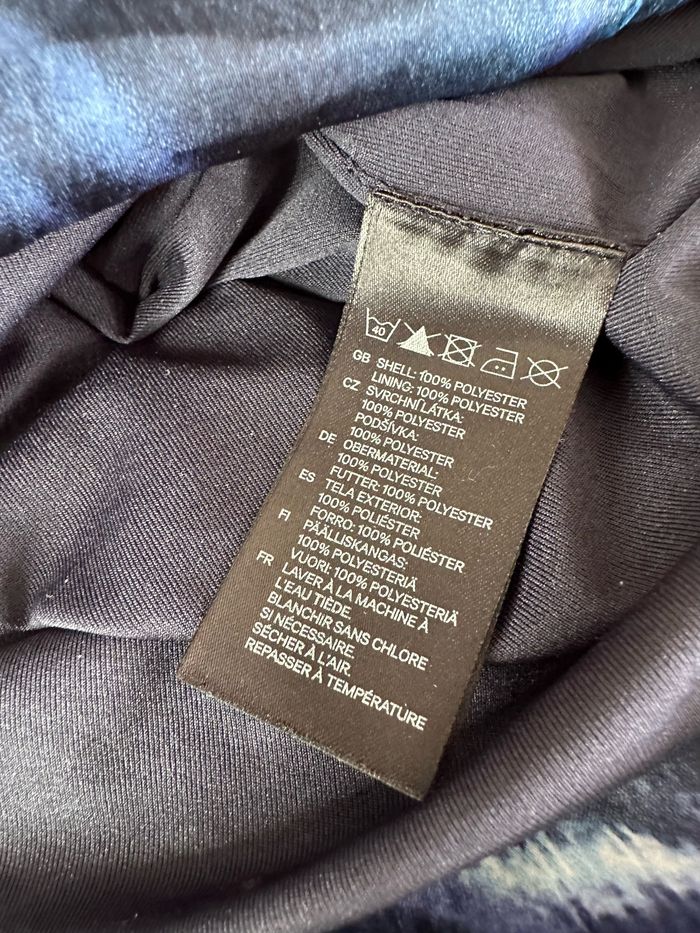 40
GB SHELL: 100% POLYESTER
LINING: 100% POLYESTER
CZ SVRCHNÍ LÁTKA:
100% POLYESTER
PODŠÍVKA:
100% POLYESTER
DE OBERMATERIAL:
100% POLYESTER
FUTTER: 100% POLYESTER
ES TELA EXTERIOR:
100% POLIÉSTER
FORRO: 100% POLIÉSTER
FI PÄÄLLISKANGAS:
100% POLYESTERIÄ
VUORI: 100% POLYESTERIÄ
FR LAVER À LA MACHINE À
L'EAU TIÈDE.
BLANCHIR SANS CHLORE
SI NÉCESSAIRE.
SÉCHER À L'AIR.
REPASSER À TEMPÉRATURE